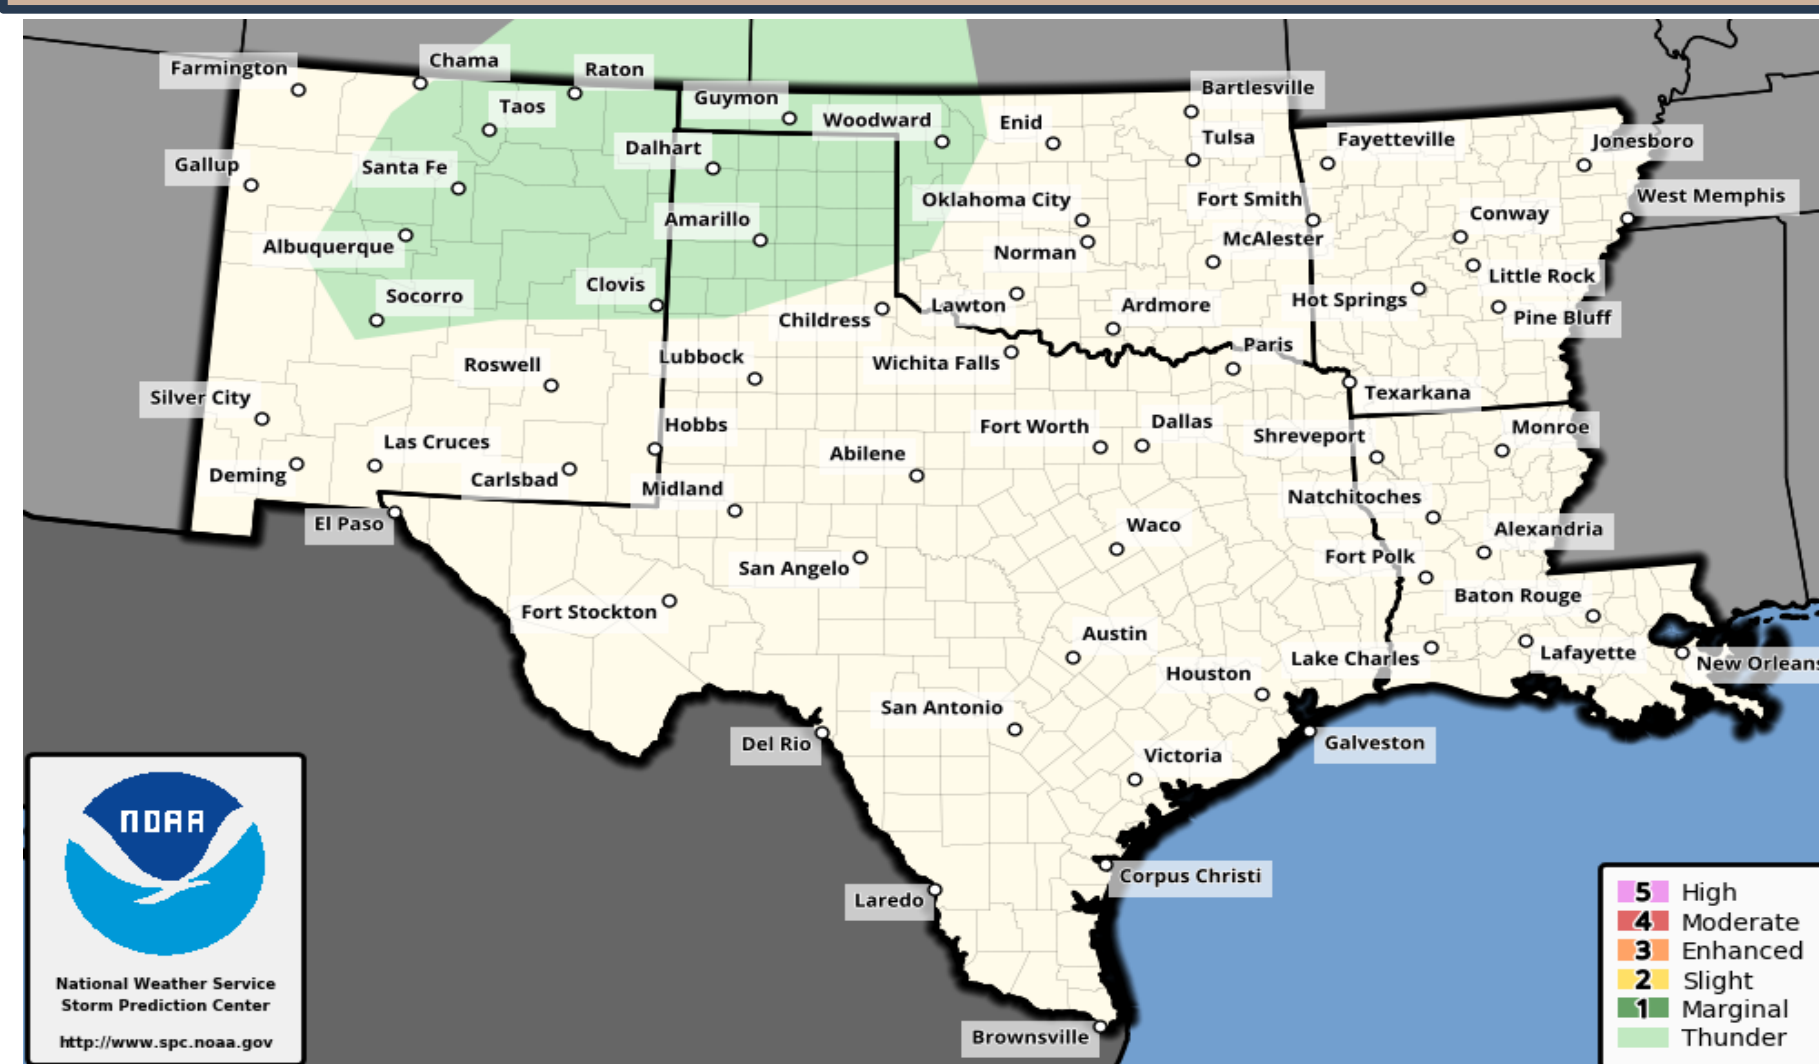 Farmington
Chama
Raton
Taos
Guymon
Woodward
Enid
Bartlesville
Tulsa
Fayetteville
Jonesboro
Gallup
Santa Fe
Dalhart
West Memphis
Oklahoma City
Fort Smith
Conway
Albuquerque
Amarillo
Norman
McAlester
Little Rock
Socorro
Clovis
Childress
Lawton
Ardmore
Hot Springs
Pine Bluff
Roswell
Lubbock
Wichita Falls
Paris
Texarkana
Silver City
Las Cruces
Hobbs
Fort Worth
Dallas
Shreveport
Monroe
Deming
Carlsbad
Midland
Abilene
Natchitoches
El Paso
Waco
Alexandria
San Angelo
Fort Polk
Fort Stockton
Baton Rouge
Austin
Lake Charles
Lafayette
New Orleans
Houston
San Antonio
Del Rio
Victoria
Galveston
Corpus Christi
Laredo
Brownsville
NOAA
National Weather Service
Storm Prediction Center
http://www.spc.noaa.gov
5 High
4 Moderate
3 Enhanced
2 Slight
1 Marginal
Thunder